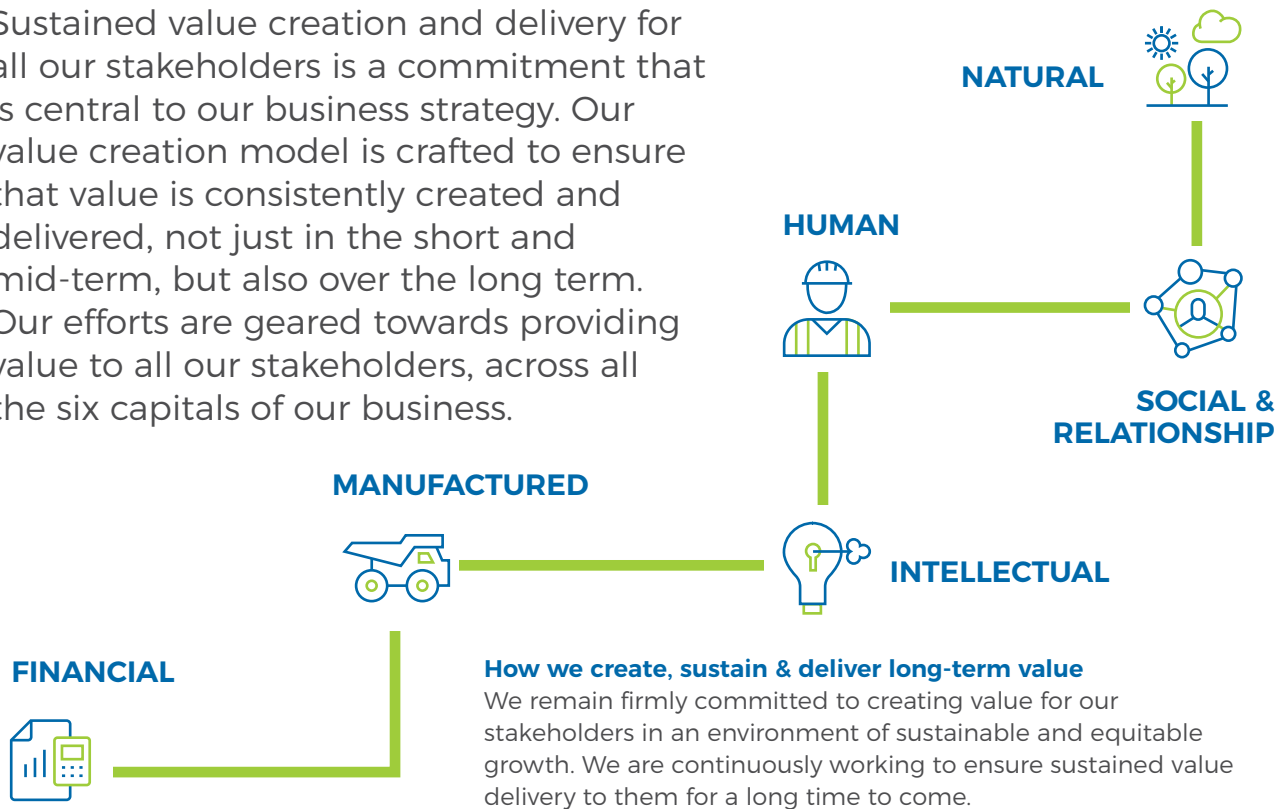 Sustained value creation and delivery for
all our stakeholders is a commitment that
is central to our business strategy. Our
value creation model is crafted to ensure
that value is consistently created and
delivered, not just in the short and
mid-term, but also over the long term.
Our efforts are geared towards providing
value to all our stakeholders, across all
the six capitals of our business.
NATURAL
HUMAN
SOCIAL &
RELATIONSHIP
MANUFACTURED
INTELLECTUAL
FINANCIAL
How we create, sustain & deliver long-term value
We remain firmly committed to creating value for our
stakeholders in an environment of sustainable and equitable
growth. We are continuously working to ensure sustained value
delivery to them for a long time to come.